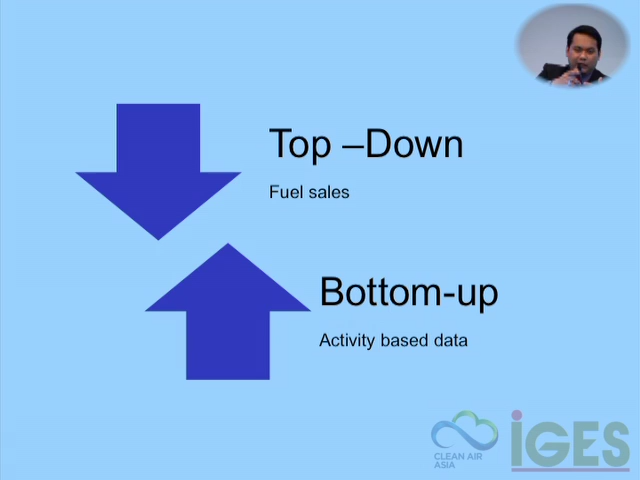 Top –Down
Fuel sales
Bottom-up
Activity based data
CLEAN AIR
ASIA
iGES